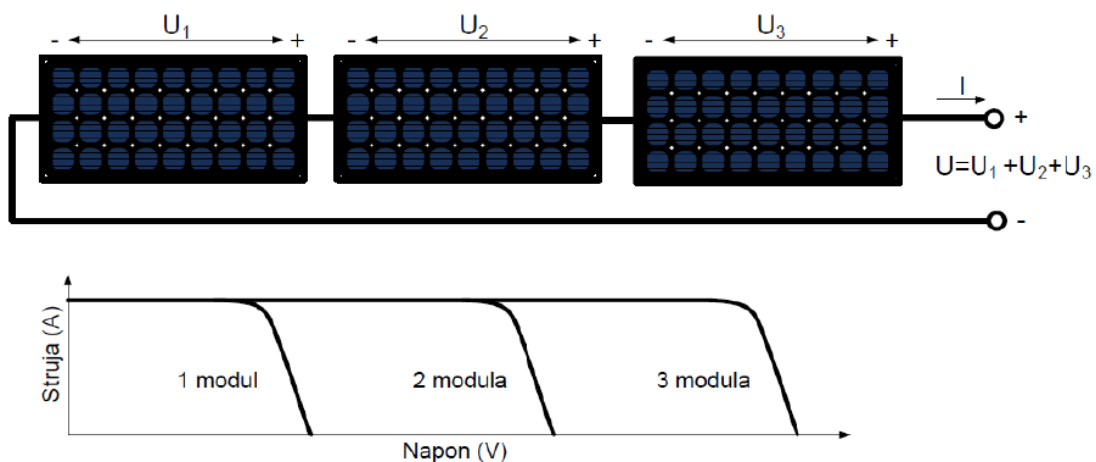 U₁ U₂ U₃
- + - + - +
I
+
U=U₁ +U₂+U₃
-
Struja (A)
1 modul 2 modula 3 modula
Napon (V)